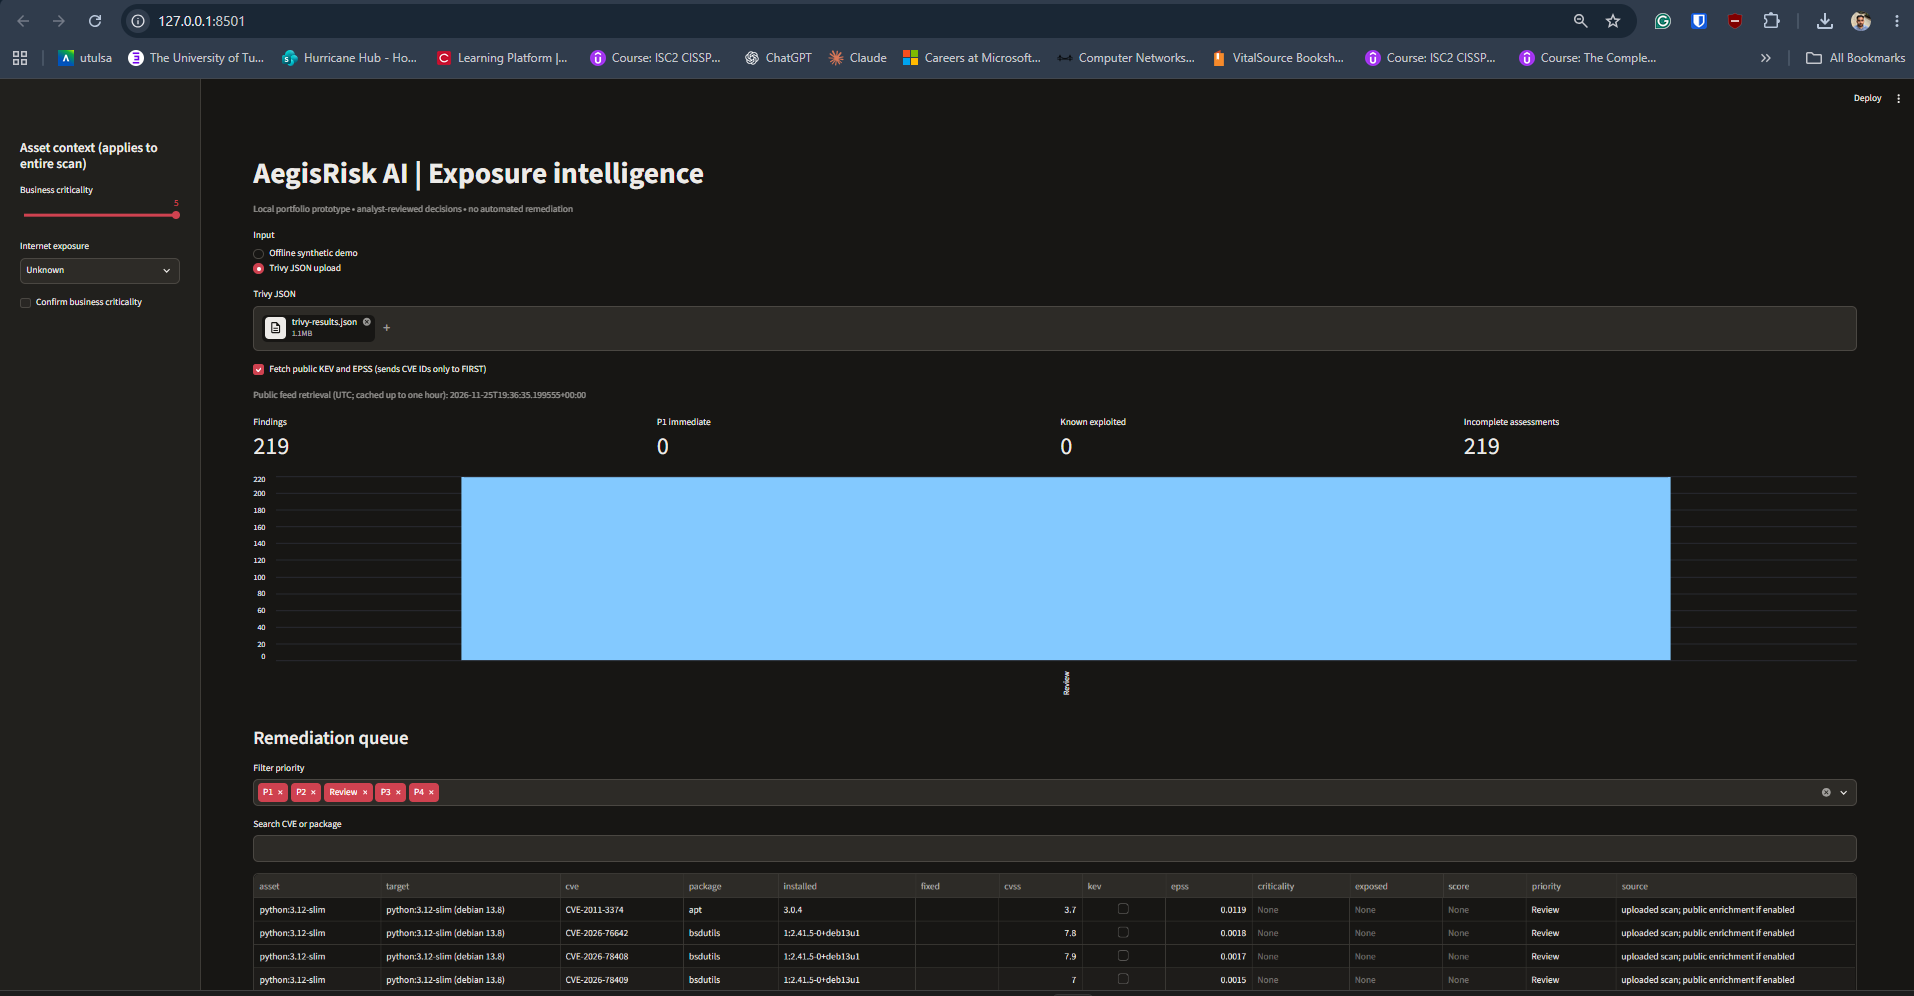 127.0.0.1:8501
utulsa
The University of Tu...
Hurricane Hub - Ho...
Learning Platform |...
Course: ISC2 CISSP...
ChatGPT
Claude
Careers at Microsoft...
Computer Networks...
VitalSource Booksh...
Course: ISC2 CISSP...
Course: The Comple...
All Bookmarks
Deploy
Asset context (applies to
entire scan)
Business criticality
5
Internet exposure
Unknown
Confirm business criticality
AegisRisk AI | Exposure intelligence
Local portfolio prototype • analyst-reviewed decisions • no automated remediation
Input
Offline synthetic demo
Trivy JSON upload
Trivy JSON
trivy-results.json
1.1MB
Fetch public KEV and EPSS (sends CVE IDs only to FIRST)
Public feed retrieval (UTC; cached up to one hour): 2026-11-25T19:36:35.199555+00:00
Findings P1 immediate Known exploited Incomplete assessments
219 0 0 219
220
200
180
160
140
120
100
80
60
40
20
0
Review
Remediation queue
Filter priority
P1 × P2 × Review × P3 × P4 ×
Search CVE or package
asset target cve package installed fixed cvss kev epss criticality exposed score priority source
python:3.12-slim python:3.12-slim (debian 13.8) CVE-2011-3374 apt 3.0.4 3.7 0.0119 None None None Review uploaded scan; public enrichment if enabled
python:3.12-slim python:3.12-slim (debian 13.8) CVE-2026-76642 bsdutils 1:2.41.5-0+deb13u1 7.8 0.0018 None None None Review uploaded scan; public enrichment if enabled
python:3.12-slim python:3.12-slim (debian 13.8) CVE-2026-78408 bsdutils 1:2.41.5-0+deb13u1 7.9 0.0017 None None None Review uploaded scan; public enrichment if enabled
python:3.12-slim python:3.12-slim (debian 13.8) CVE-2026-78409 bsdutils 1:2.41.5-0+deb13u1 7 0.0015 None None None Review uploaded scan; public enrichment if enabled